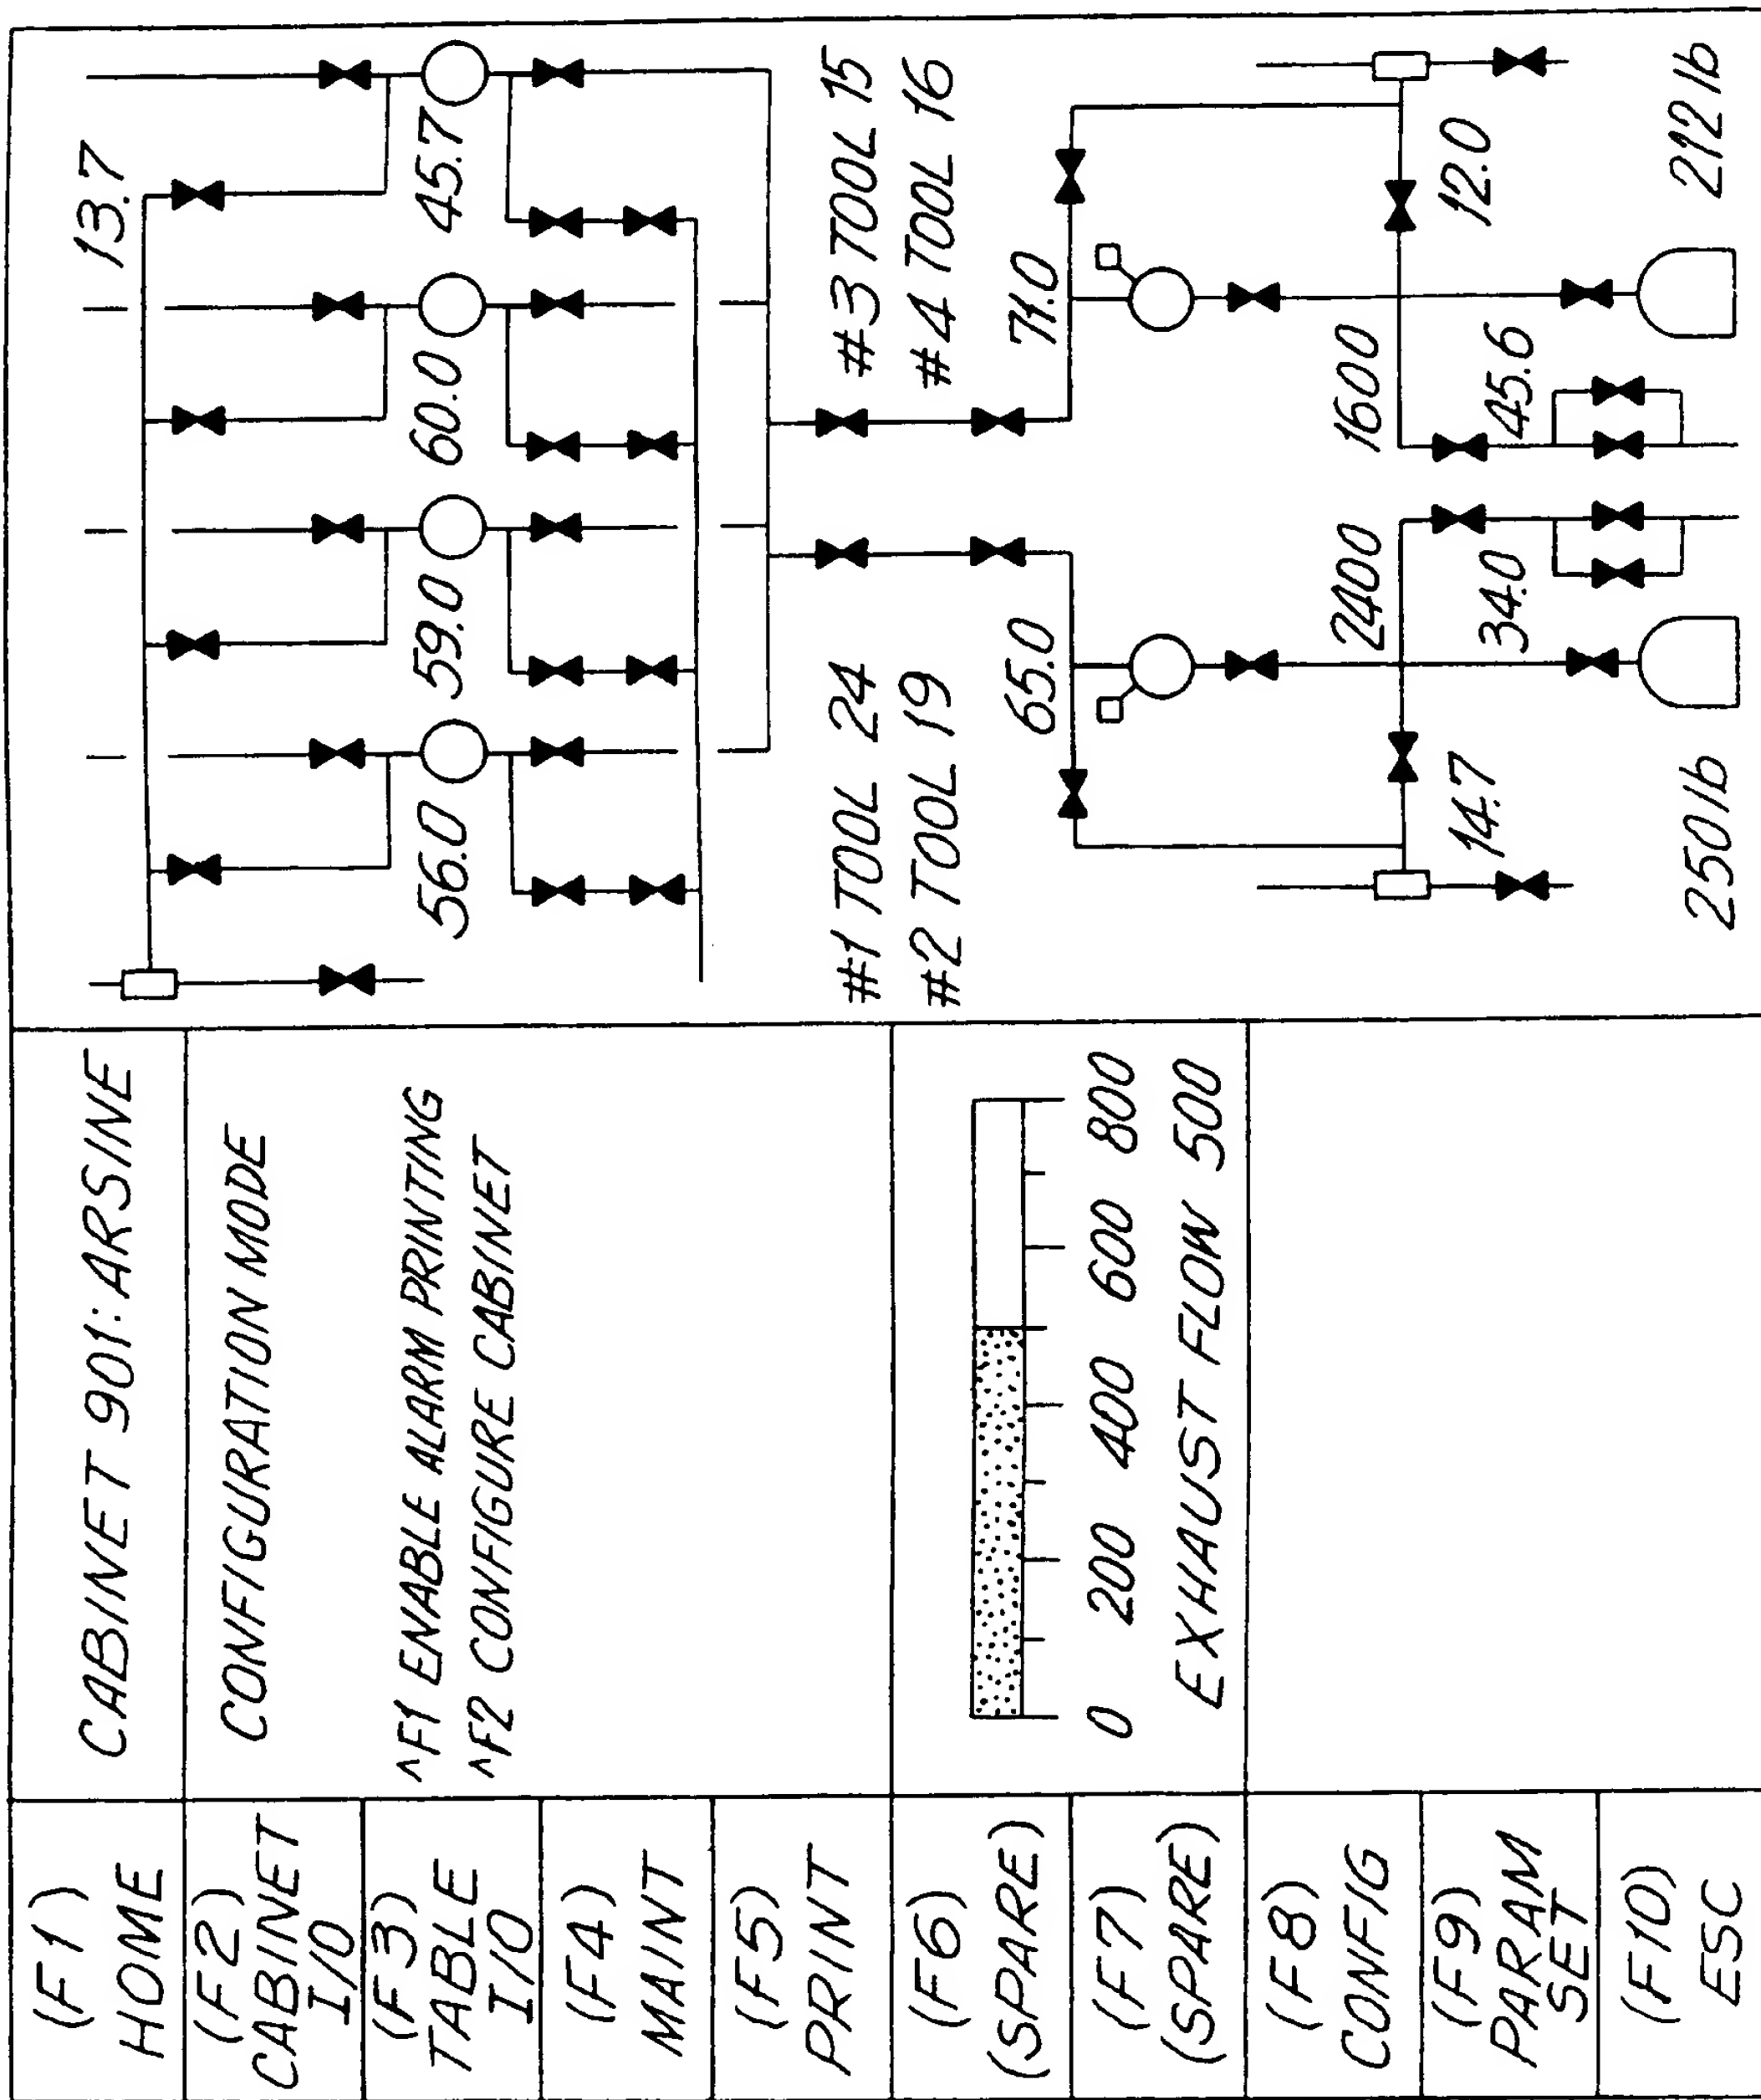 (F1)
HOME
(F2)
CABINET
I/O
(F3)
TABLE
I/O
(F4)
MAINT
(F5)
PRINT
(F6)
(SPARE)
(F7)
(SPARE)
(F8)
CONFIG
(F9)
PARAM
SET
(F10)
ESC
CABINET 901: ARSINE
CONFIGURATION MODE
^F1 ENABLE ALARM PRINTING
^F2 CONFIGURE CABINET
0 200 400 600 800
EXHAUST FLOW 500
13.7
56.0 59.0 60.0 45.7
#1 TOOL 24 #3 TOOL 15
#2 TOOL 19 #4 TOOL 16
65.0 71.0
2400 1600
14.7 34.0 45.6 12.0
250 lb 212 lb